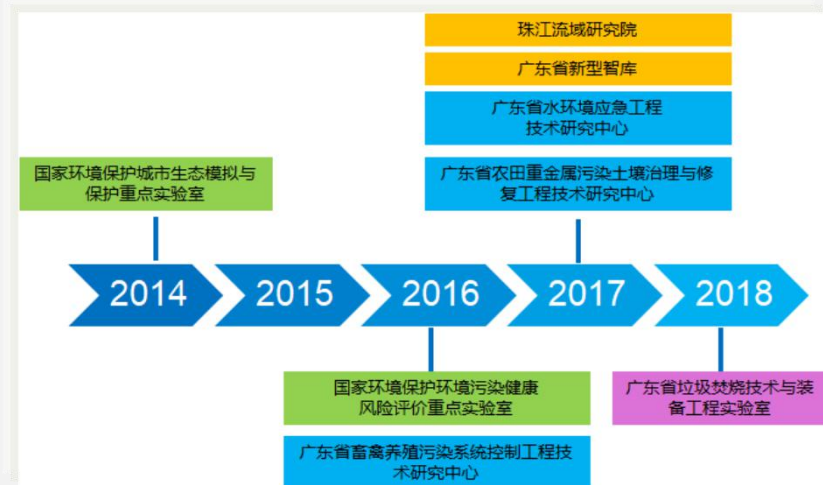 珠江流域研究院
广东省新型智库
广东省水环境应急工程
技术研究中心
国家环境保护城市生态模拟与
保护重点实验室
广东省农田重金属污染土壤治理与修
复工程技术研究中心
2014
2015
2016
2017
2018
国家环境保护环境污染健康
风险评价重点实验室
广东省垃圾焚烧技术与装
备工程实验室
广东省畜禽养殖污染系统控制工程技
术研究中心